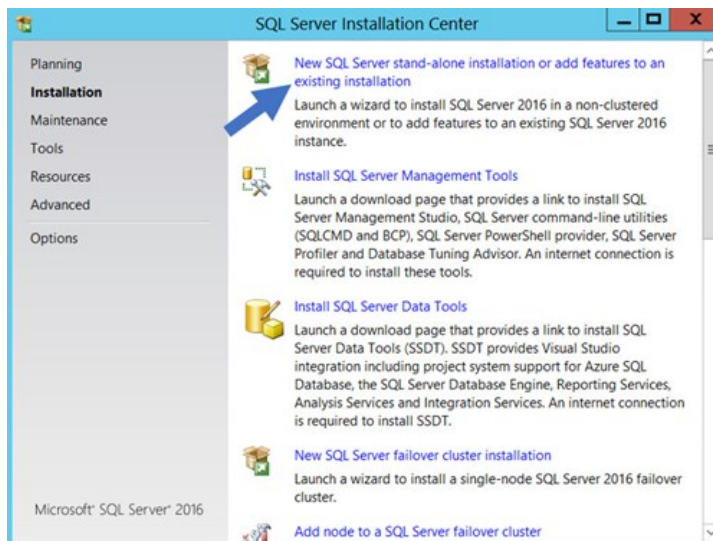 SQL Server Installation Center
Planning
Installation
Maintenance
Tools
Resources
Advanced
Options
Microsoft® SQL Server® 2016
New SQL Server stand-alone installation or add features to an
existing installation
Launch a wizard to install SQL Server 2016 in a non-clustered
environment or to add features to an existing SQL Server 2016
instance.
Install SQL Server Management Tools
Launch a download page that provides a link to install SQL
Server Management Studio, SQL Server command-line utilities
(SQLCMD and BCP), SQL Server PowerShell provider, SQL Server
Profiler and Database Tuning Advisor. An internet connection is
required to install these tools.
Install SQL Server Data Tools
Launch a download page that provides a link to install SQL
Server Data Tools (SSDT). SSDT provides Visual Studio
integration including project system support for Azure SQL
Database, the SQL Server Database Engine, Reporting Services,
Analysis Services and Integration Services. An internet connection
is required to install SSDT.
New SQL Server failover cluster installation
Launch a wizard to install a single-node SQL Server 2016 failover
cluster.
Add node to a SQL Server failover cluster